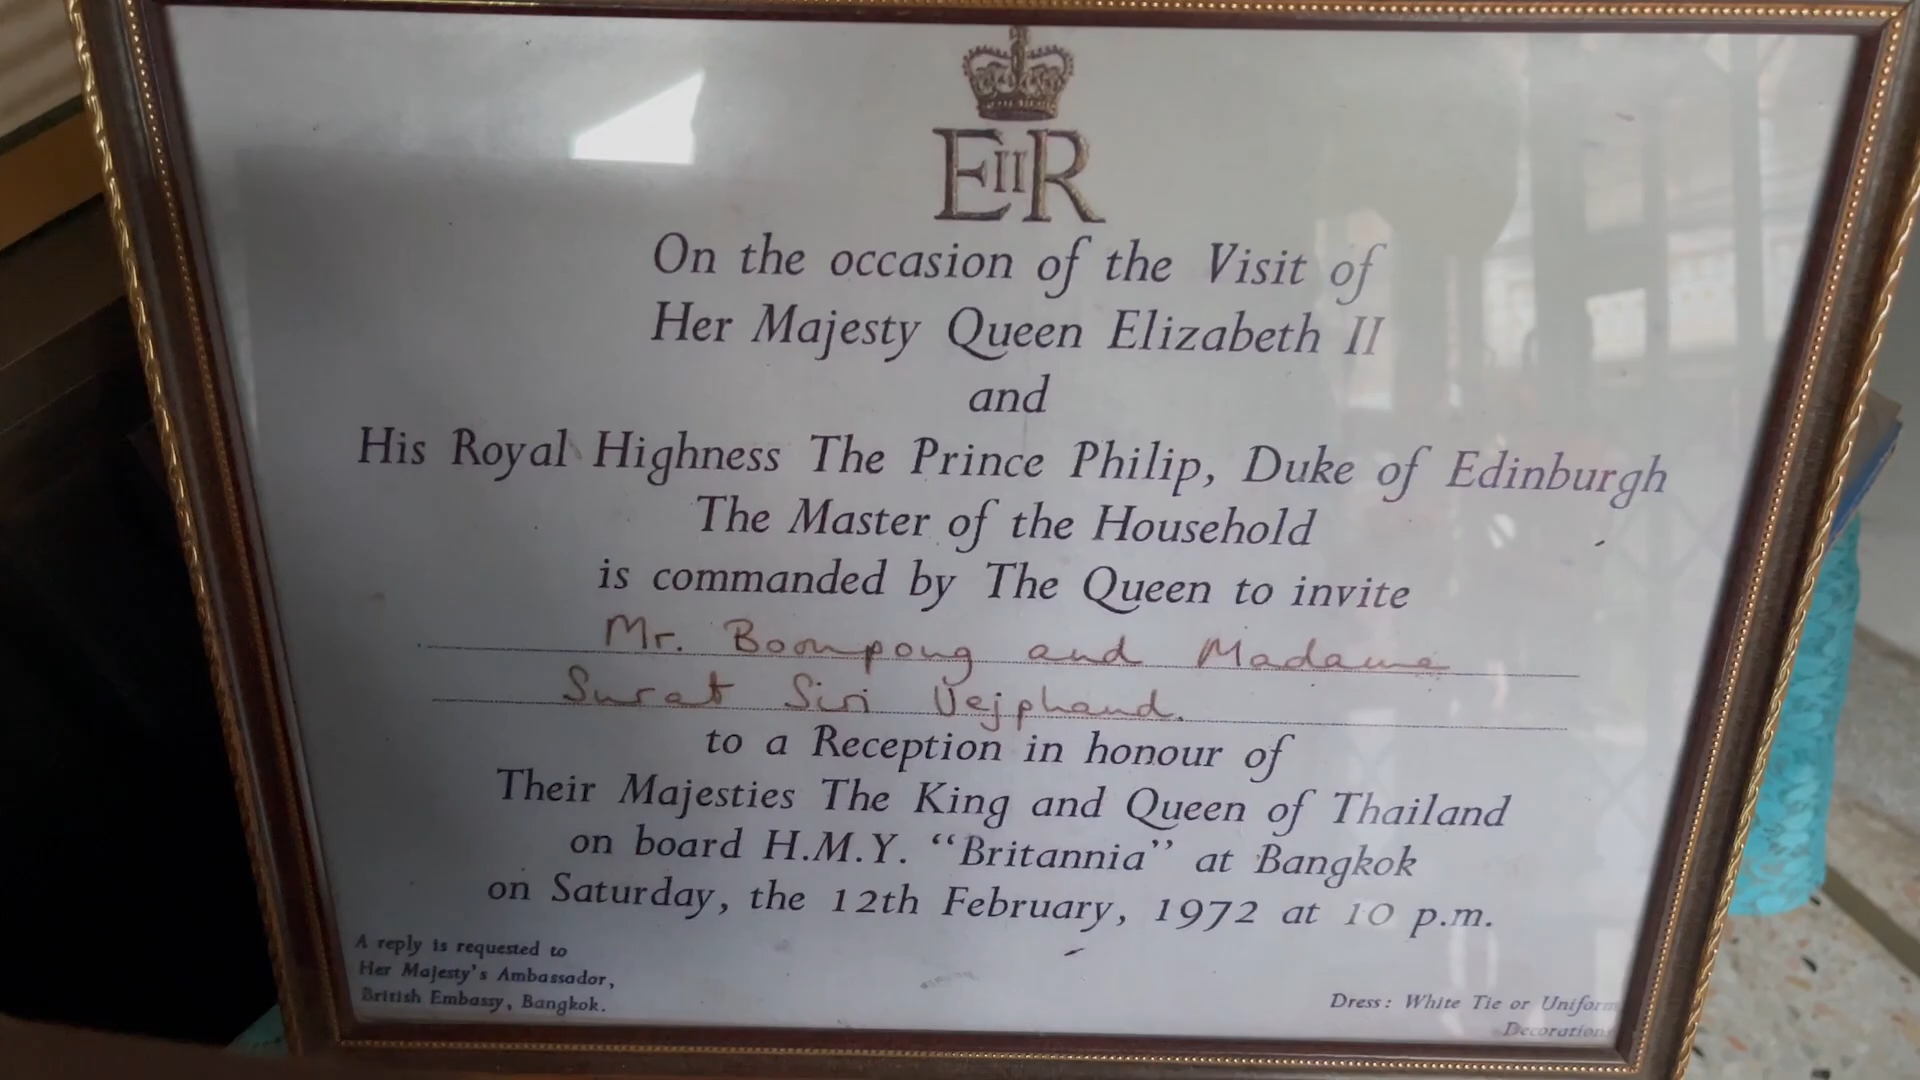 EIIR
On the occasion of the Visit of
Her Majesty Queen Elizabeth II
and
His Royal Highness The Prince Philip, Duke of Edinburgh
The Master of the Household
is commanded by The Queen to invite
Mr. Boonpong and Madame
Surat Siri Vejphand.
to a Reception in honour of
Their Majesties The King and Queen of Thailand
on board H.M.Y. “Britannia” at Bangkok
on Saturday, the 12th February, 1972 at 10 p.m.
A reply is requested to
Her Majesty's Ambassador,
British Embassy, Bangkok.
Dress: White Tie or Uniform
Decorations